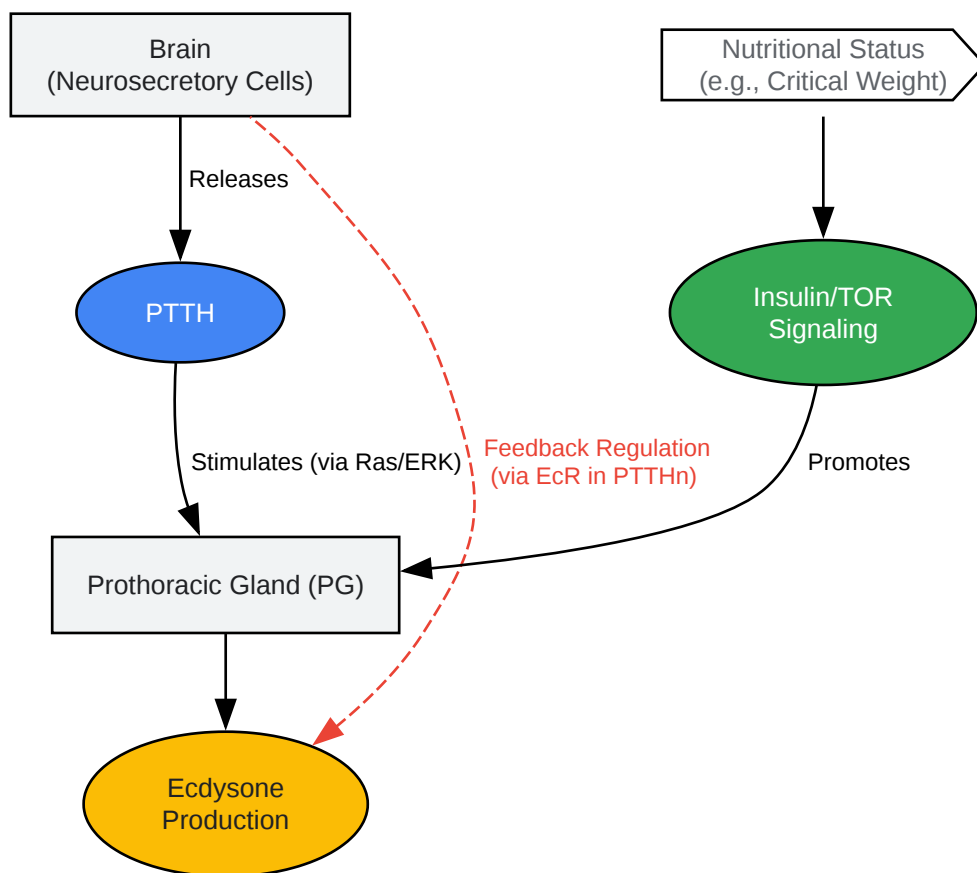 Brain
(Neurosecretory Cells)
Nutritional Status
(e.g., Critical Weight)
Releases
PTTH
Insulin/TOR
Signaling
Stimulates (via Ras/ERK)
Feedback Regulation
(via EcR in PTTHn)
Promotes
Prothoracic Gland (PG)
Ecdysone
Production